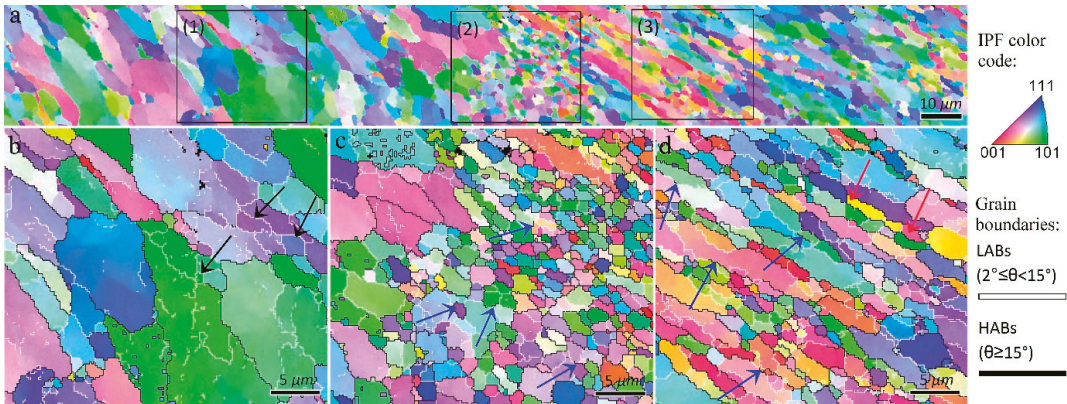 a
(1)
(2)
(3)
10 μm
b
5 μm
c
5 μm
d
5 μm
IPF color
code:
111
001
101
Grain
boundaries:
LABs
(2°≤θ<15°)
HABs
(θ≥15°)